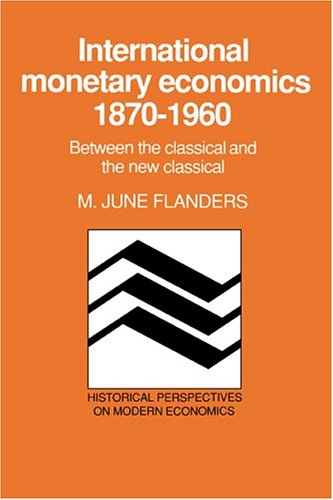 International
monetary economics
1870-1960
Between the classical and
the new classical
M. JUNE FLANDERS
HISTORICAL PERSPECTIVES
ON MODERN ECONOMICS